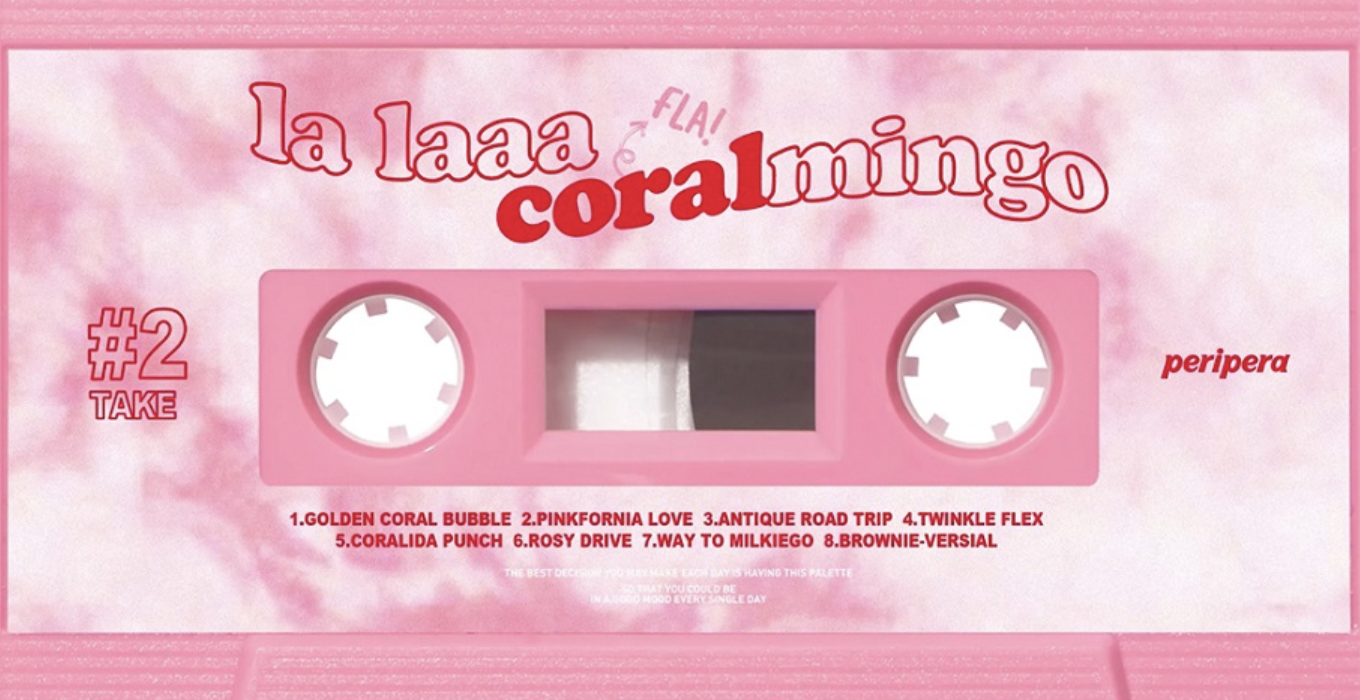 la laaa
FLA!
coralmingo
#2
TAKE
peripera
1.GOLDEN CORAL BUBBLE 2.PINKFORNIA LOVE 3.ANTIQUE ROAD TRIP 4.TWINKLE FLEX
5.CORALIDA PUNCH 6.ROSY DRIVE 7.WAY TO MILKIEGO 8.BROWNIE-VERSIAL
THE BEST DECISION YOU MAY MAKE EACH DAY IS HAVING THIS PALETTE
SO THAT YOU COULD BE
IN A GOOD MOOD EVERY SINGLE DAY